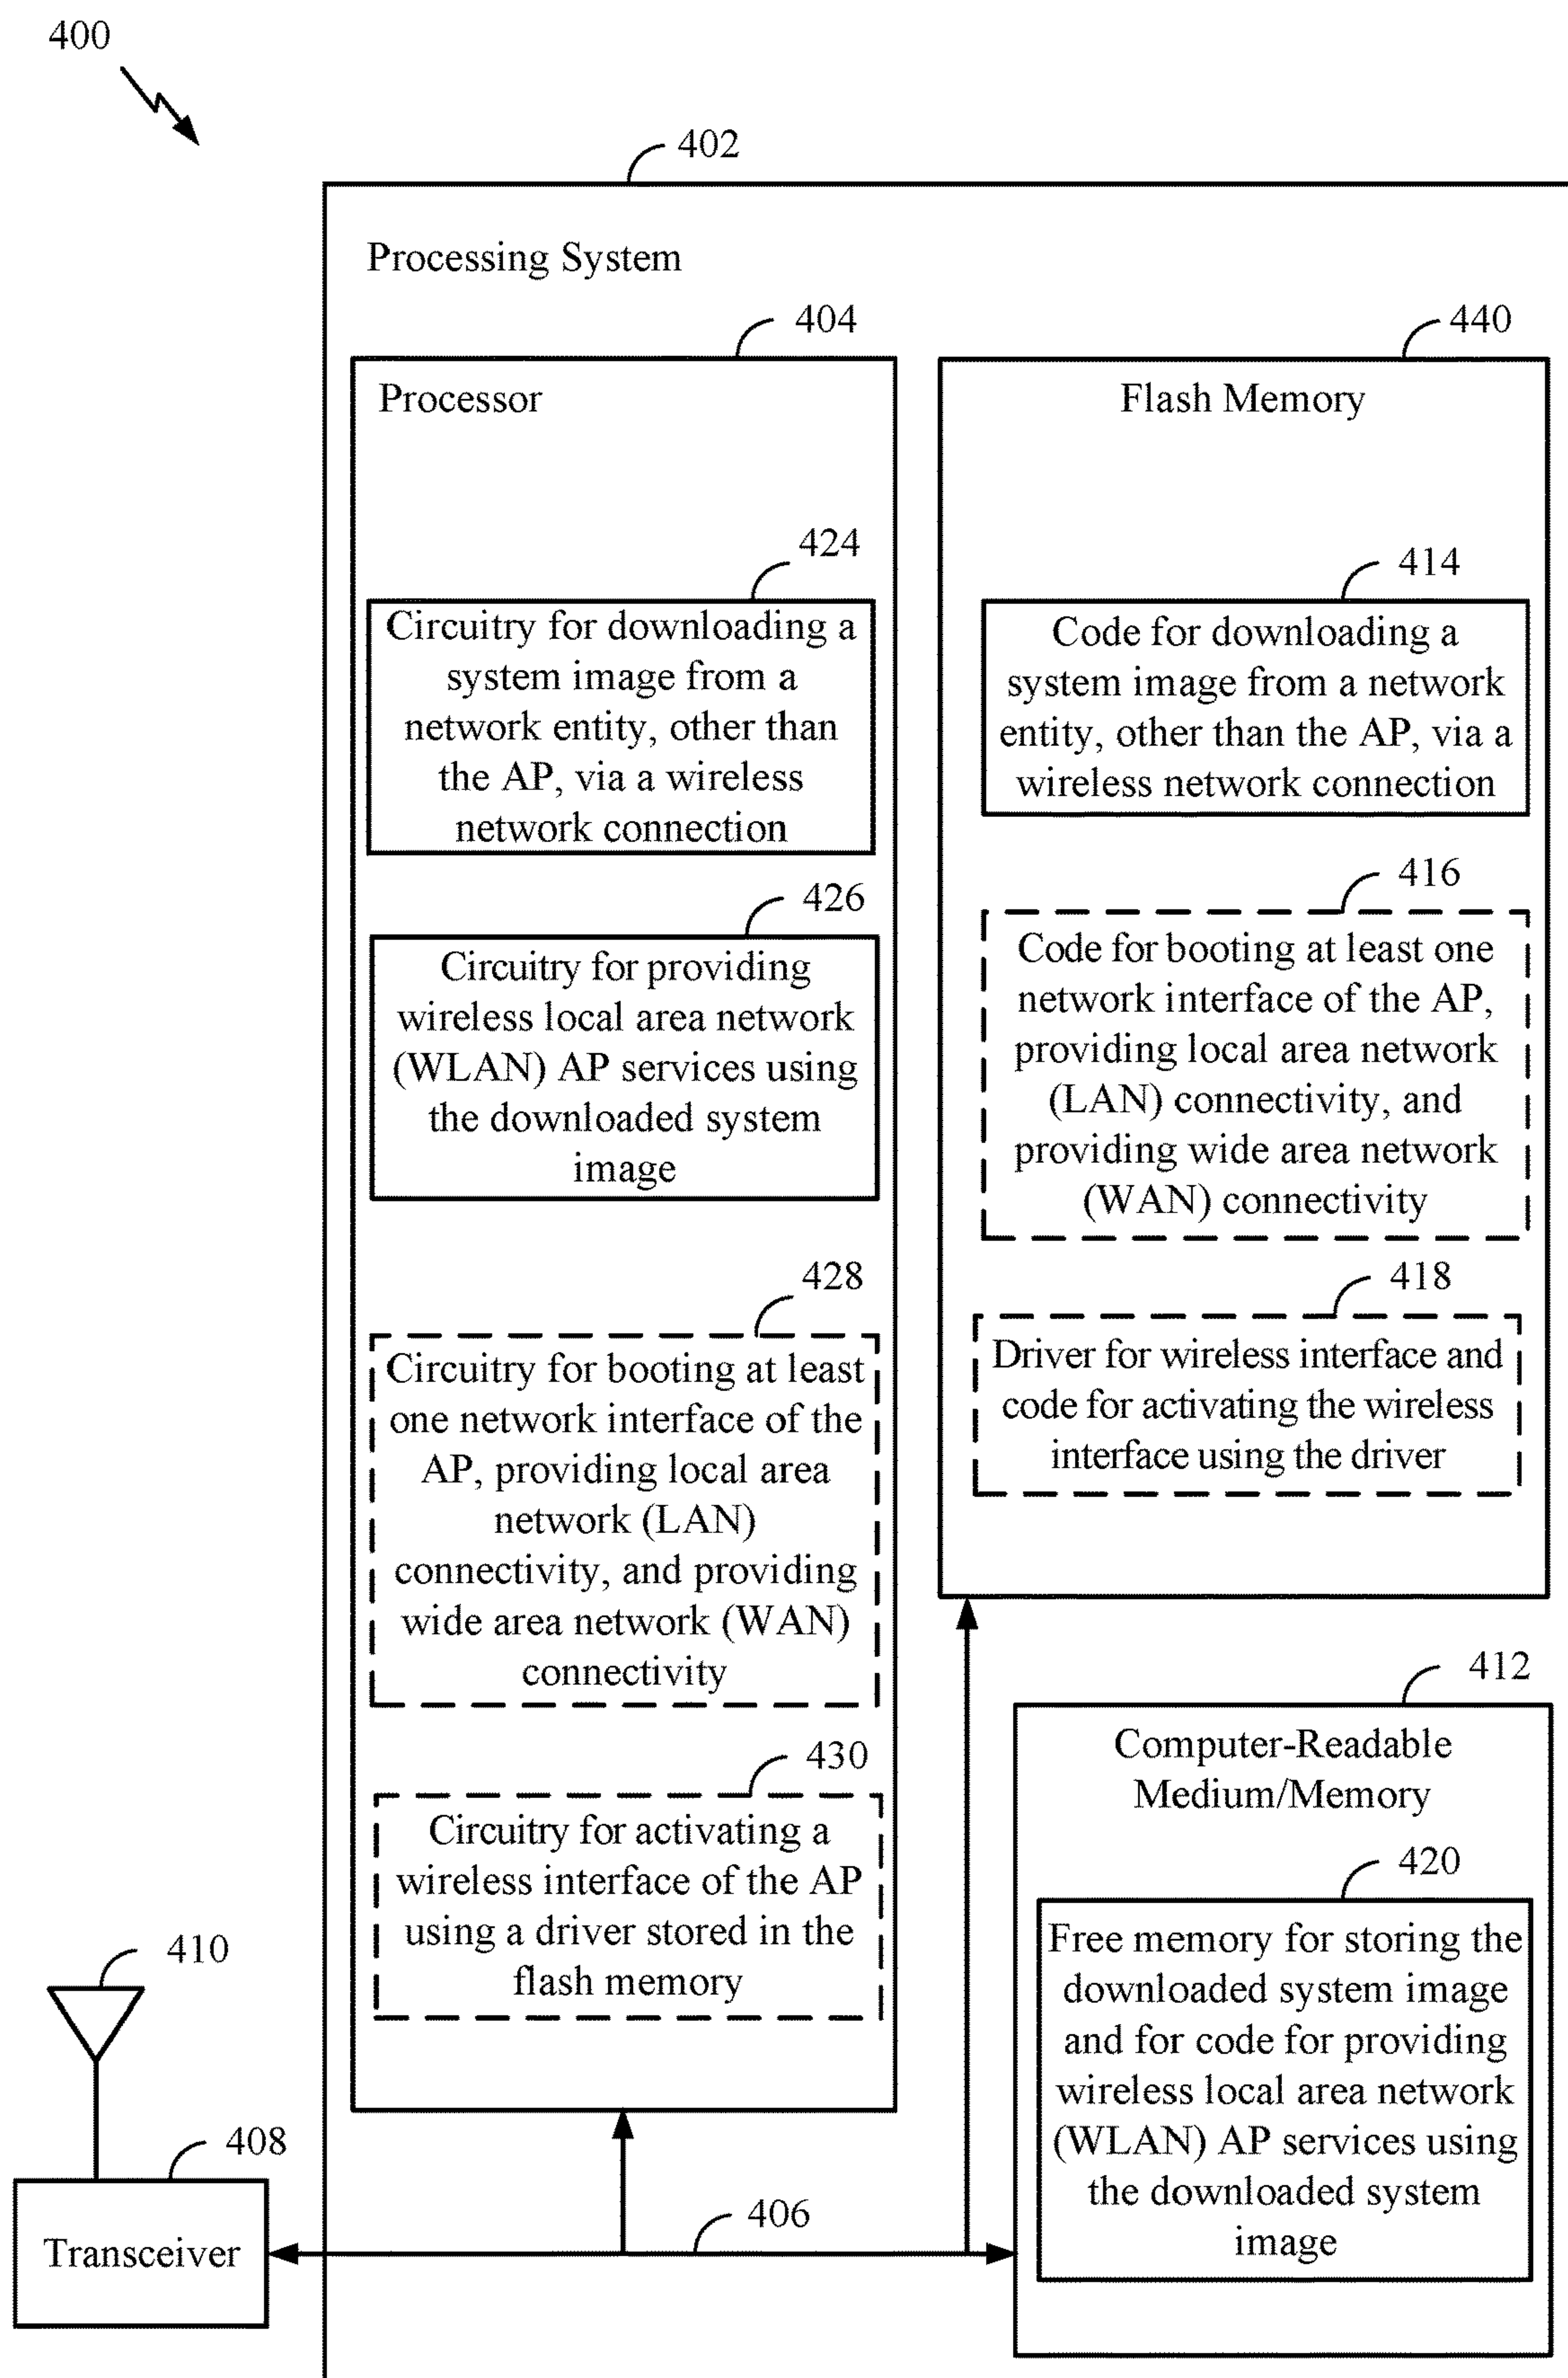 400
402
Processing System
404
Processor
424
Circuitry for downloading a
system image from a
network entity, other than
the AP, via a wireless
network connection
426
Circuitry for providing
wireless local area network
(WLAN) AP services using
the downloaded system
image
428
Circuitry for booting at least
one network interface of the
AP, providing local area
network (LAN)
connectivity, and providing
wide area network (WAN)
connectivity
430
Circuitry for activating a
wireless interface of the AP
using a driver stored in the
flash memory
440
Flash Memory
414
Code for downloading a
system image from a network
entity, other than the AP, via a
wireless network connection
416
Code for booting at least one
network interface of the AP,
providing local area network
(LAN) connectivity, and
providing wide area network
(WAN) connectivity
418
Driver for wireless interface and
code for activating the wireless
interface using the driver
412
Computer-Readable
Medium/Memory
420
Free memory for storing the
downloaded system image
and for code for providing
wireless local area network
(WLAN) AP services using
the downloaded system
image
410
408
Transceiver
406